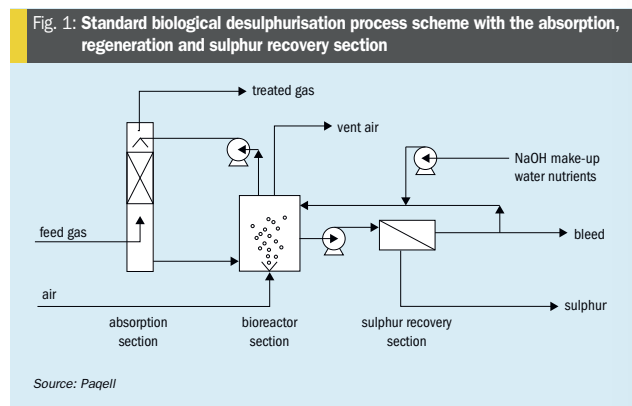 Fig. 1: Standard biological desulphurisation process scheme with the absorption,
regeneration and sulphur recovery section
treated gas
vent air
NaOH make-up
water nutrients
feed gas
bleed
air
sulphur
absorption
section
bioreactor
section
sulphur recovery
section
Source: Paqell